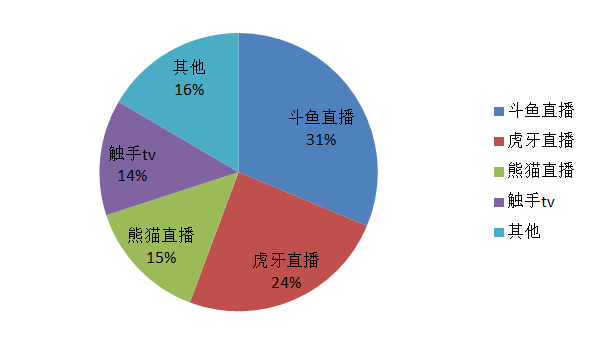 其他
16%
斗鱼直播
31%
触手tv
14%
熊猫直播
15%
虎牙直播
24%
斗鱼直播
虎牙直播
熊猫直播
触手tv
其他